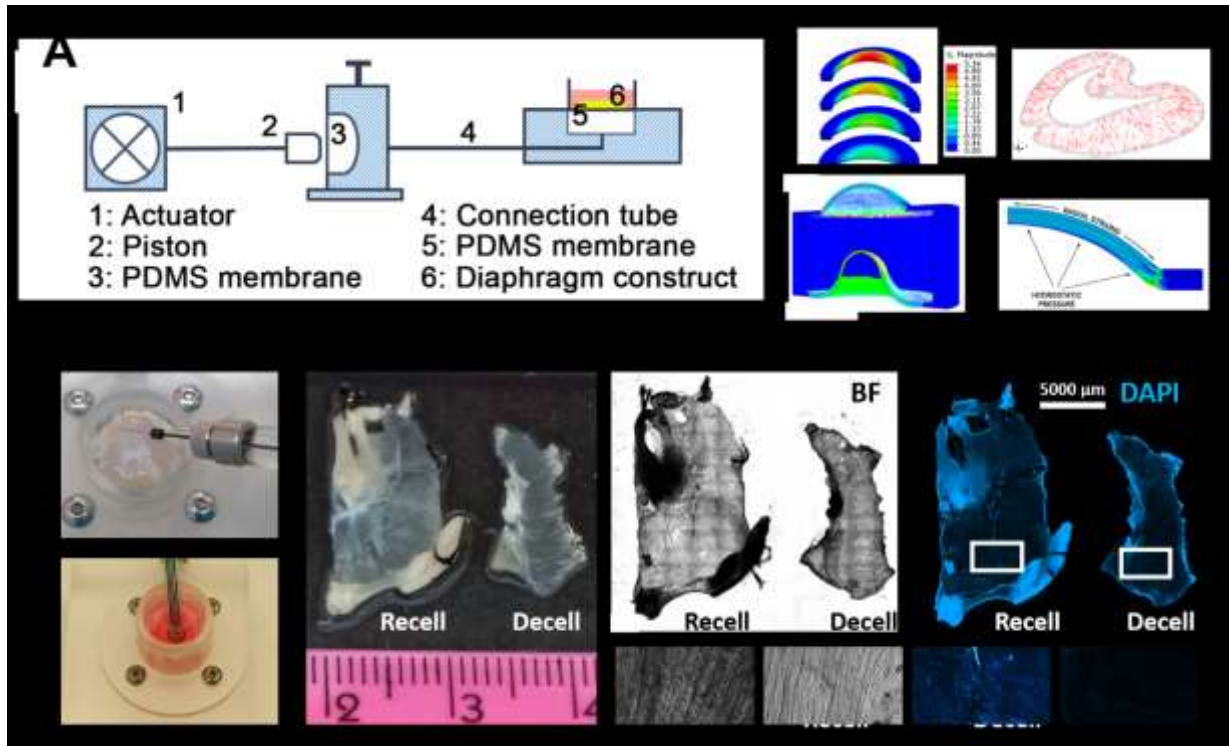 A
1
2
3
4
5
6
1: Actuator
2: Piston
3: PDMS membrane
4: Connection tube
5: PDMS membrane
6: Diaphragm construct
U, Magnitude
HYDROSTATIC
PRESSURE
Recell
Decell
2
3
4
BF
Recell
Decell
5000 µm
DAPI
Recell
Decell